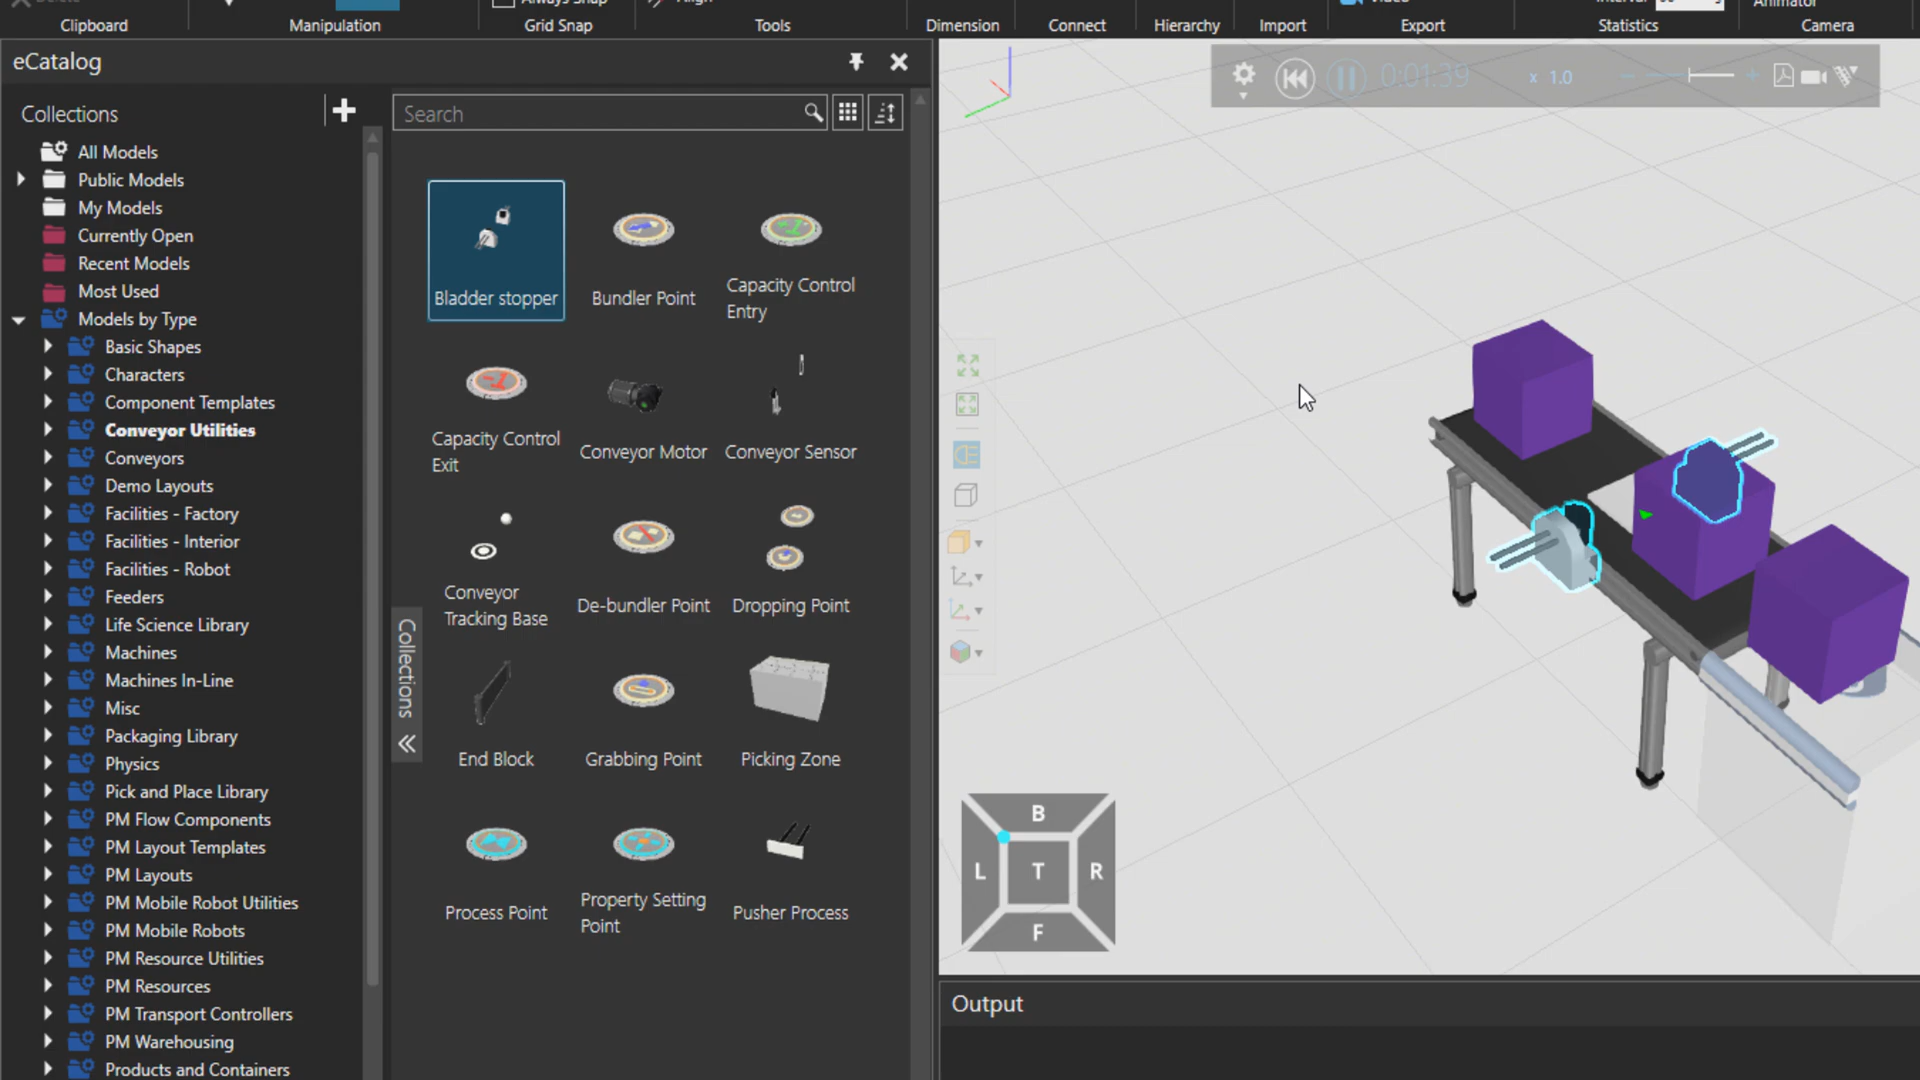 Clipboard
Manipulation
Grid Snap
Tools
Dimension
Connect
Hierarchy
Import
Export
Statistics
Camera
eCatalog
Collections
Search
All Models
Public Models
My Models
Currently Open
Recent Models
Most Used
Models by Type
Basic Shapes
Characters
Component Templates
Conveyor Utilities
Conveyors
Demo Layouts
Facilities - Factory
Facilities - Interior
Facilities - Robot
Feeders
Life Science Library
Machines
Machines In-Line
Misc
Packaging Library
Physics
Pick and Place Library
PM Flow Components
PM Layout Templates
PM Layouts
PM Mobile Robot Utilities
PM Mobile Robots
PM Resource Utilities
PM Resources
PM Transport Controllers
PM Warehousing
Products and Containers
Collections
Bladder stopper
Bundler Point
Capacity Control
Entry
Capacity Control
Exit
Conveyor Motor
Conveyor Sensor
Conveyor
Tracking Base
De-bundler Point
Dropping Point
End Block
Grabbing Point
Picking Zone
Process Point
Property Setting
Point
Pusher Process
0:01:39
x 1.0
B
L
T
R
F
Output